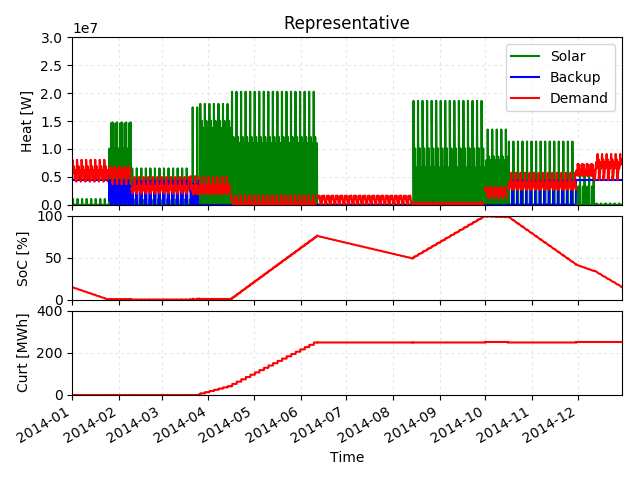 Representative
1e7
3.0
2.5
2.0
1.5
1.0
0.5
0.0
Heat [W]
Solar
Backup
Demand
100
50
0
SoC [%]
400
200
0
Curt [MWh]
2014-01
2014-02
2014-03
2014-04
2014-05
2014-06
2014-07
2014-08
2014-09
2014-10
2014-11
2014-12
Time